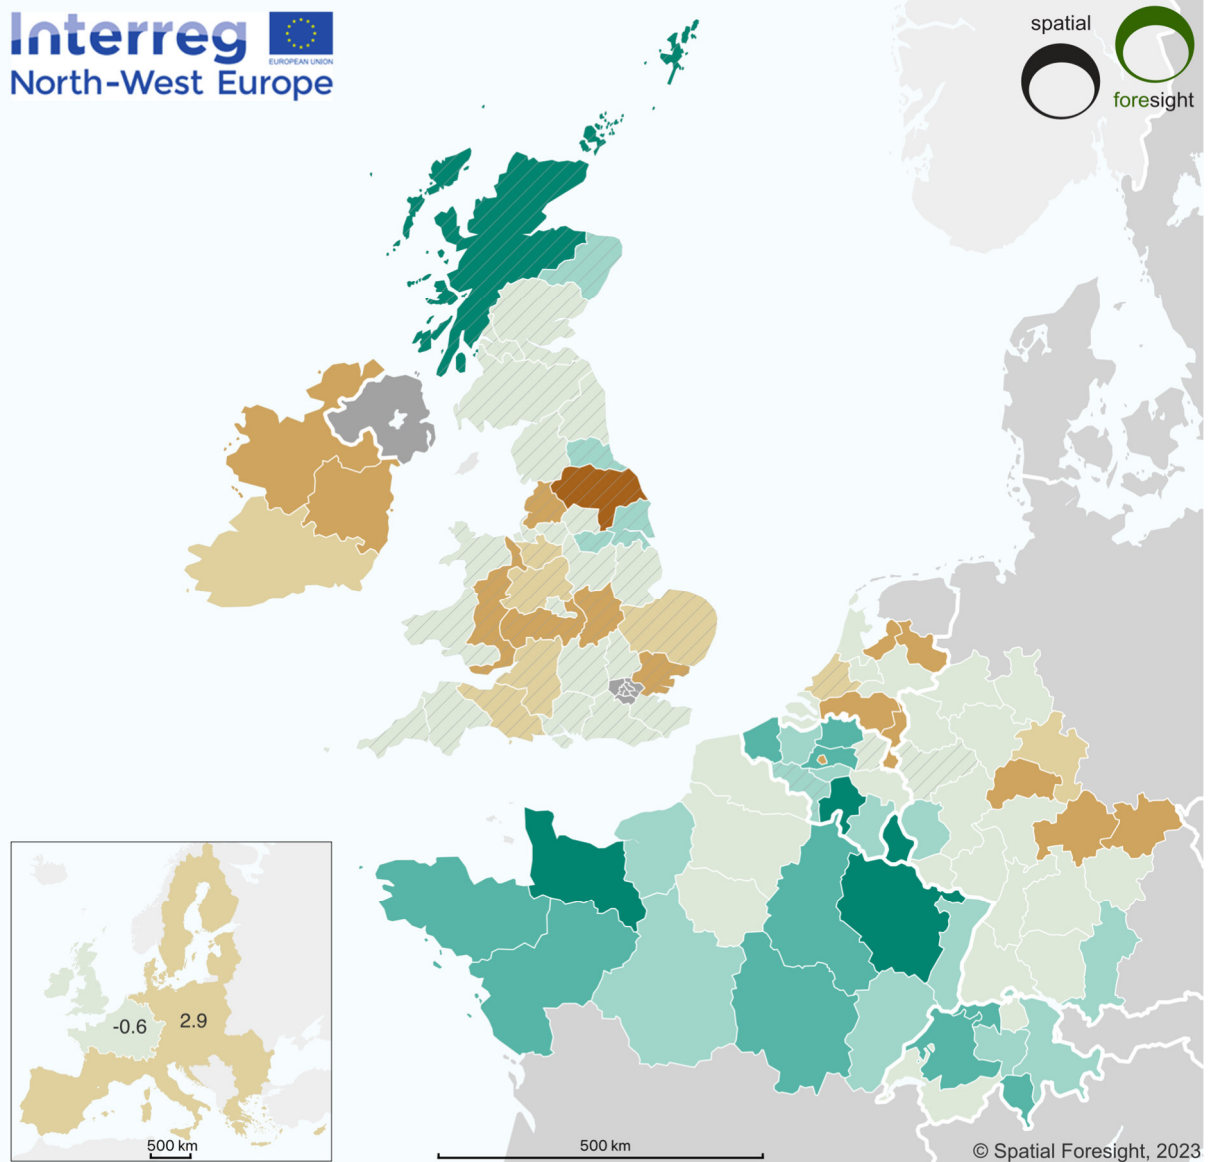 Interreg
EUROPEAN UNION
North-West Europe
spatial
foresight
-0.6
2.9
500 km
500 km
© Spatial Foresight, 2023